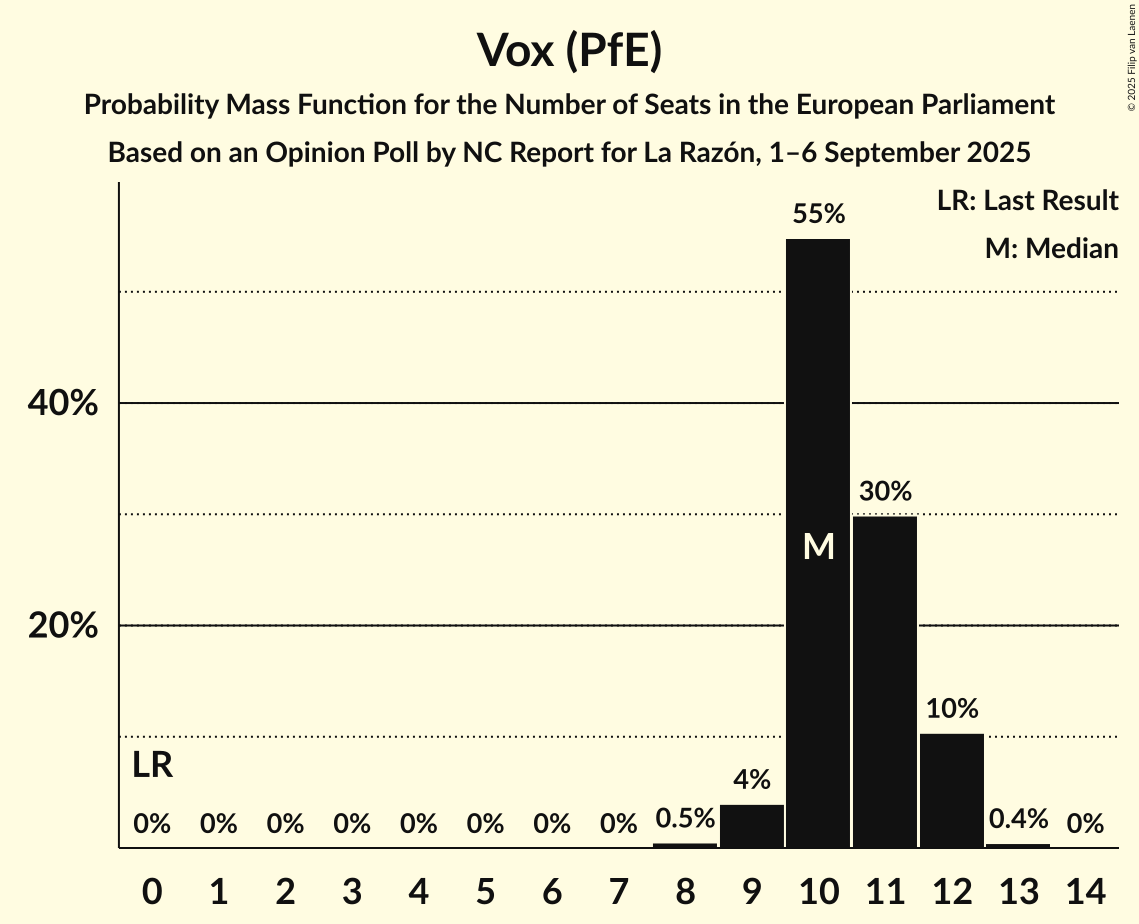 Vox (PfE)
Probability Mass Function for the Number of Seats in the European Parliament
Based on an Opinion Poll by NC Report for La Razón, 1–6 September 2025
© 2025 Filip van Laenen
LR: Last Result
M: Median
55%
40%
30%
M
20%
10%
LR
4%
0% 0% 0% 0% 0% 0% 0% 0% 0.5% 0.4% 0%
0 1 2 3 4 5 6 7 8 9 10 11 12 13 14